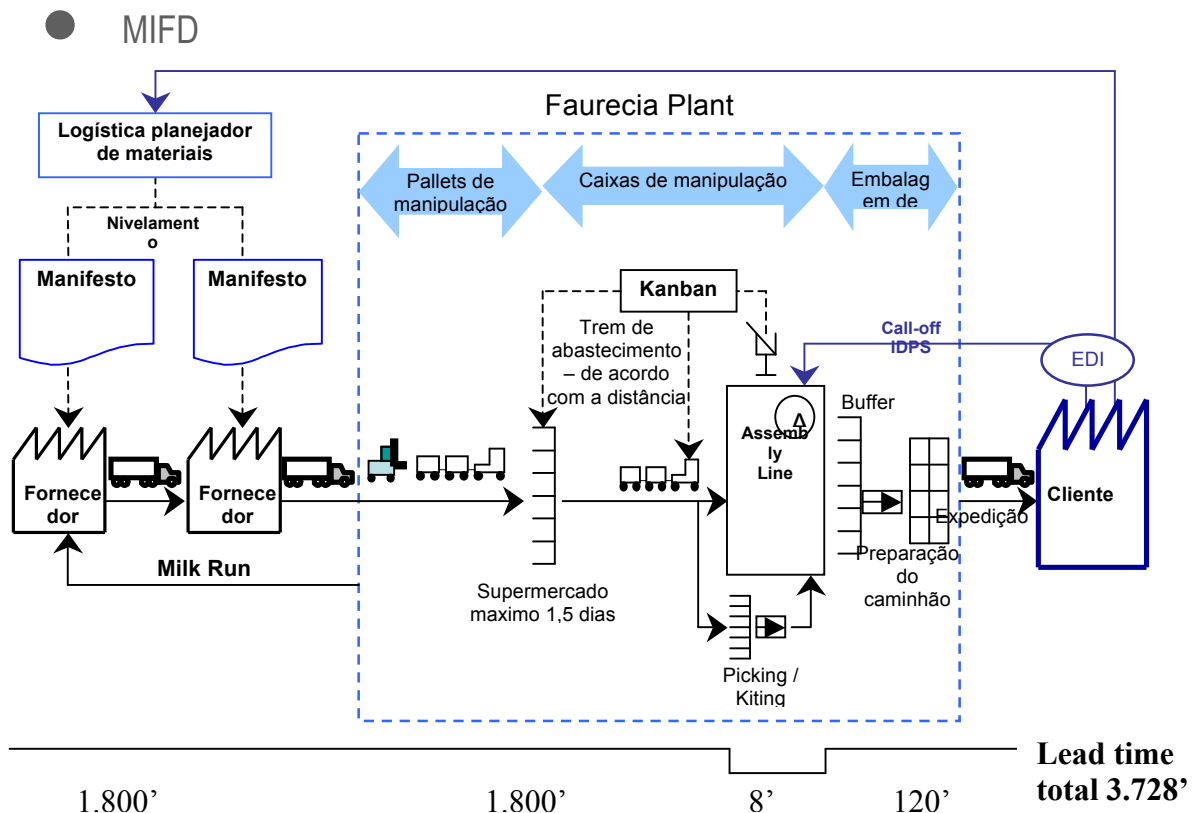 MIFD
Faurecia Plant
Logística planejador
de materiais
Pallets de
manipulação
Caixas de manipulação
Embalag
em de
Nivelament
o
Manifesto
Manifesto
Kanban
Trem de
abastecimento
– de acordo
com a distância
Call-off
IDPS
EDI
Buffer
Δ
Assemb
ly
Line
Fornece
dor
Fornece
dor
Cliente
Expedição
Milk Run
Supermercado
maximo 1,5 dias
Preparação
do
caminhão
Picking /
Kiting
Lead time
total 3.728’
1.800’
1.800’
8’
120’